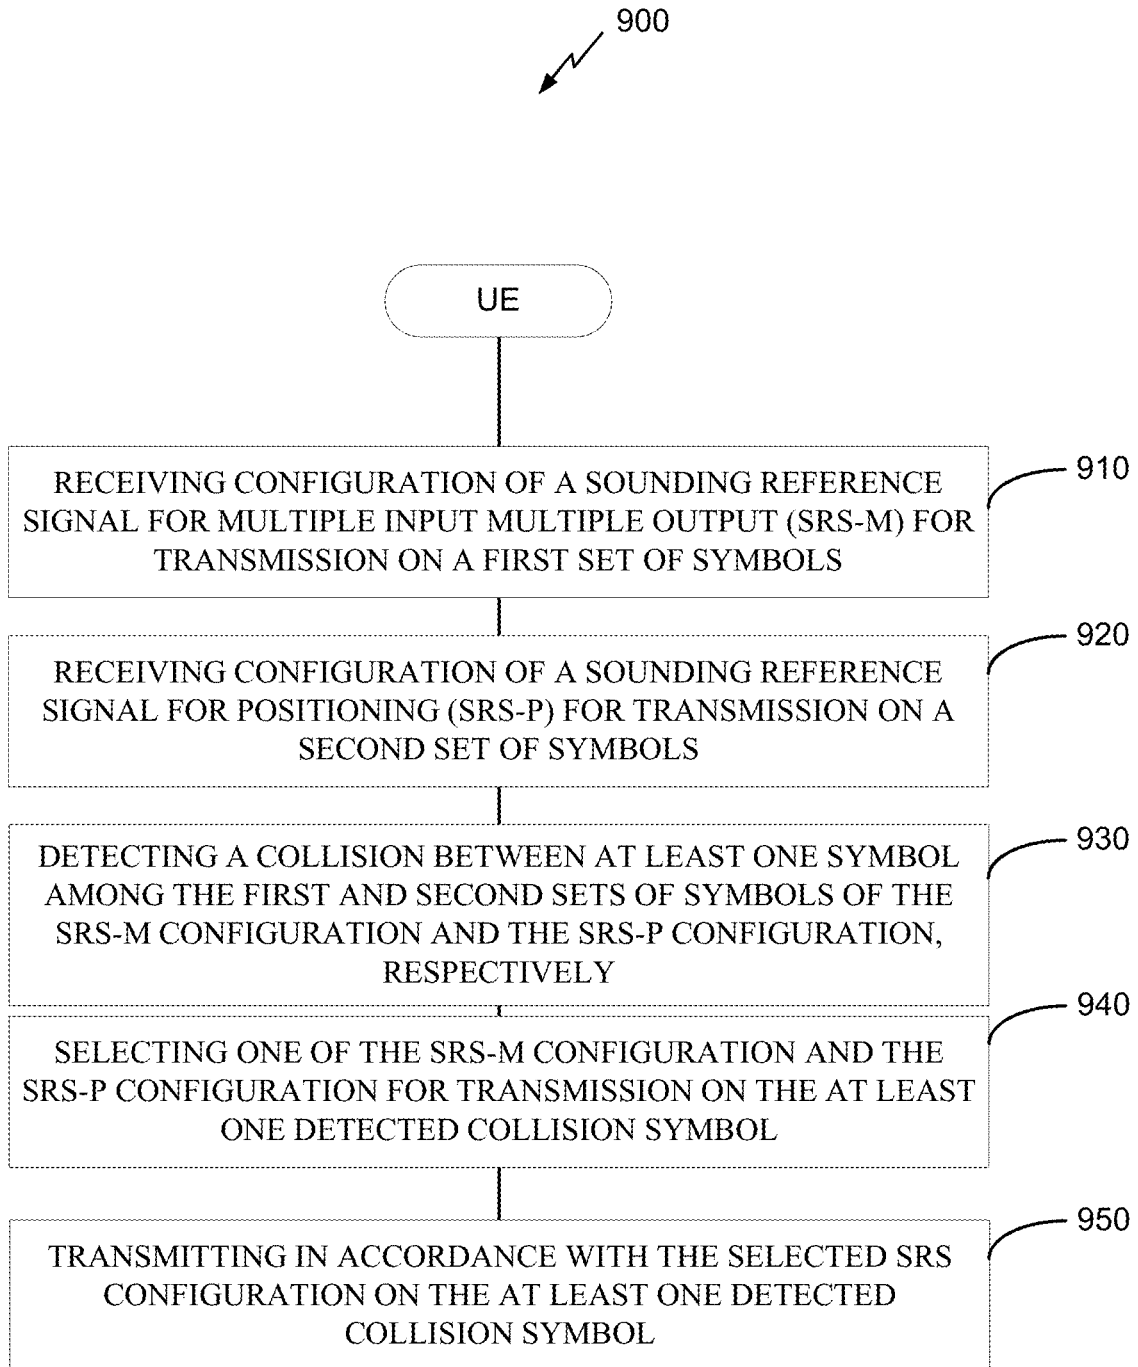 900
UE
RECEIVING CONFIGURATION OF A SOUNDING REFERENCE
SIGNAL FOR MULTIPLE INPUT MULTIPLE OUTPUT (SRS-M) FOR
TRANSMISSION ON A FIRST SET OF SYMBOLS
910
RECEIVING CONFIGURATION OF A SOUNDING REFERENCE
SIGNAL FOR POSITIONING (SRS-P) FOR TRANSMISSION ON A
SECOND SET OF SYMBOLS
920
DETECTING A COLLISION BETWEEN AT LEAST ONE SYMBOL
AMONG THE FIRST AND SECOND SETS OF SYMBOLS OF THE
SRS-M CONFIGURATION AND THE SRS-P CONFIGURATION,
RESPECTIVELY
930
SELECTING ONE OF THE SRS-M CONFIGURATION AND THE
SRS-P CONFIGURATION FOR TRANSMISSION ON THE AT LEAST
ONE DETECTED COLLISION SYMBOL
940
TRANSMITTING IN ACCORDANCE WITH THE SELECTED SRS
CONFIGURATION ON THE AT LEAST ONE DETECTED
COLLISION SYMBOL
950